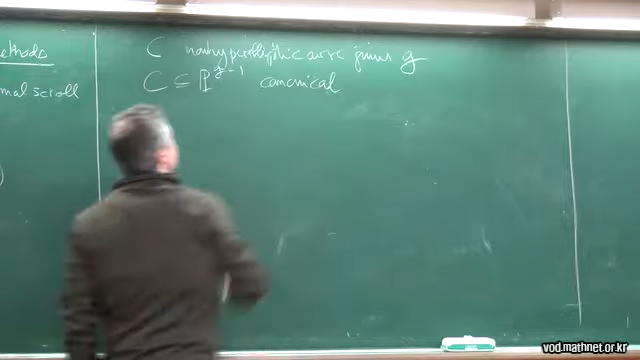 ethods
mal scroll
C nonhyperelliptic curve genus g
C ⊆ ℙ^{g-1} canonical
vod.mathnet.or.kr